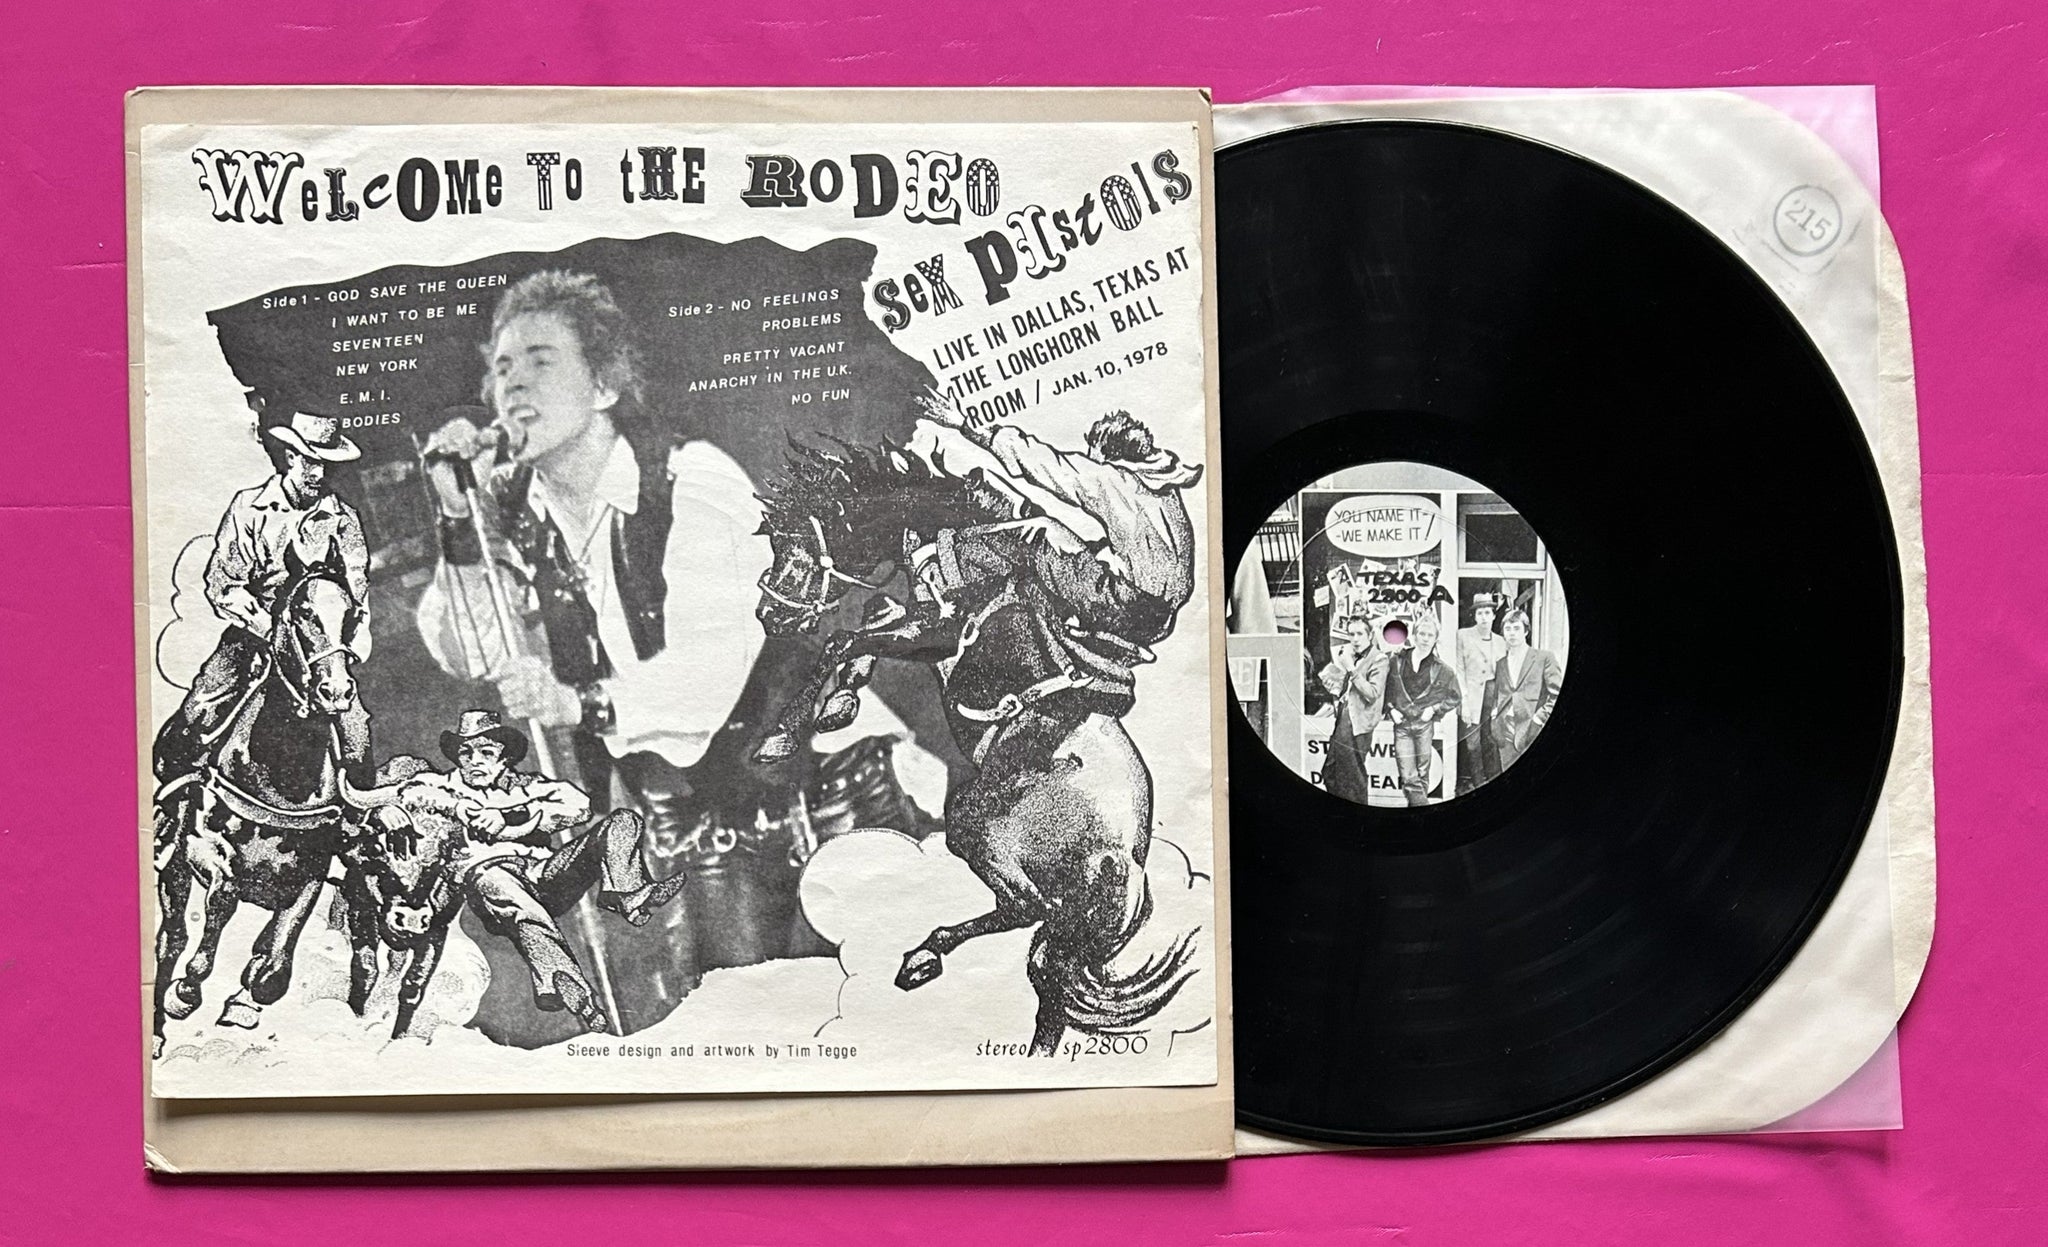 WeLcOMe To tHE RODEO
Sex PIstOlS
LIVE IN DALLAS, TEXAS AT
THE LONGHORN BALL
ROOM / JAN. 10, 1978
Side 1 - GOD SAVE THE QUEEN
I WANT TO BE ME
SEVENTEEN
NEW YORK
E. M. I.
BODIES
Side 2 - NO FEELINGS
PROBLEMS
PRETTY VACANT
ANARCHY IN THE U.K.
NO FUN
Sleeve design and artwork by Tim Tegge
stereo sp2800
215
YOU NAME IT-
-WE MAKE IT!
TEXAS
2800-A